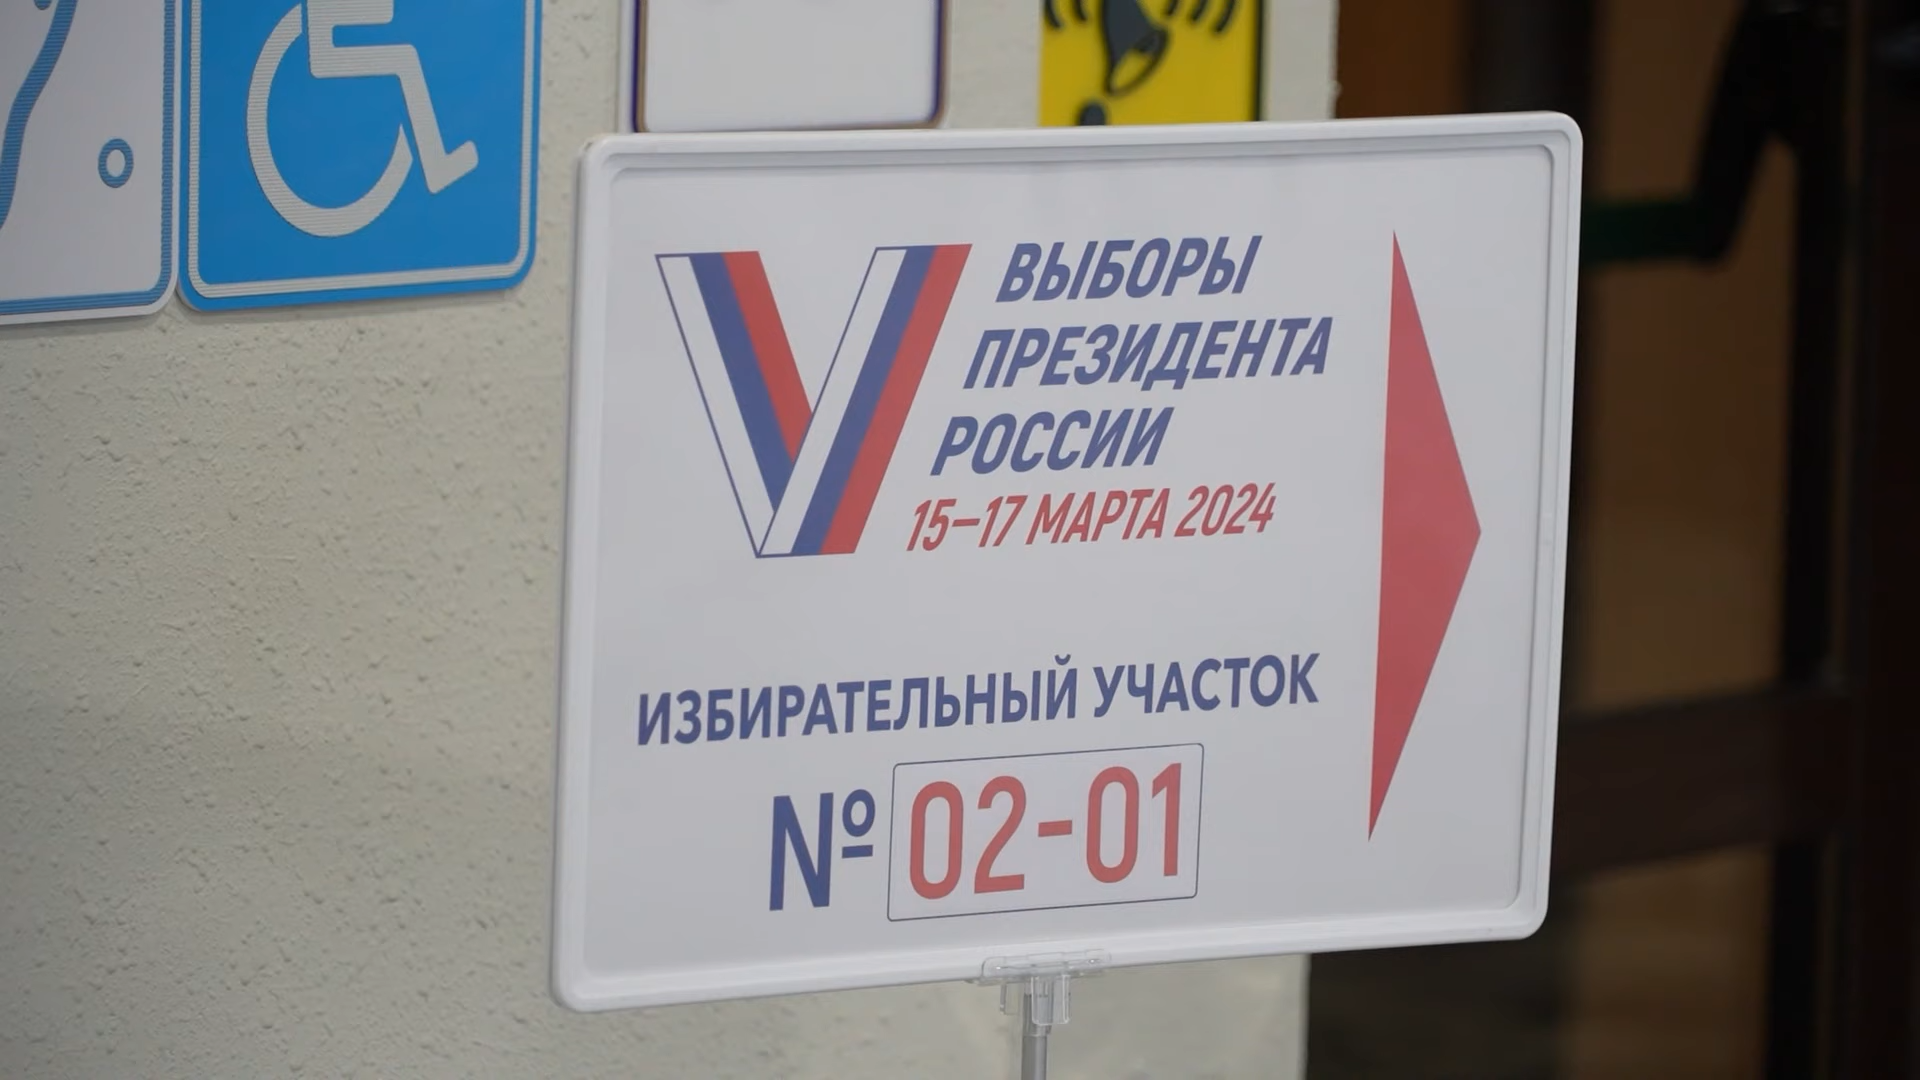 ВЫБОРЫ
ПРЕЗИДЕНТА
РОССИИ
15–17 МАРТА 2024
ИЗБИРАТЕЛЬНЫЙ УЧАСТОК
№ 02-01